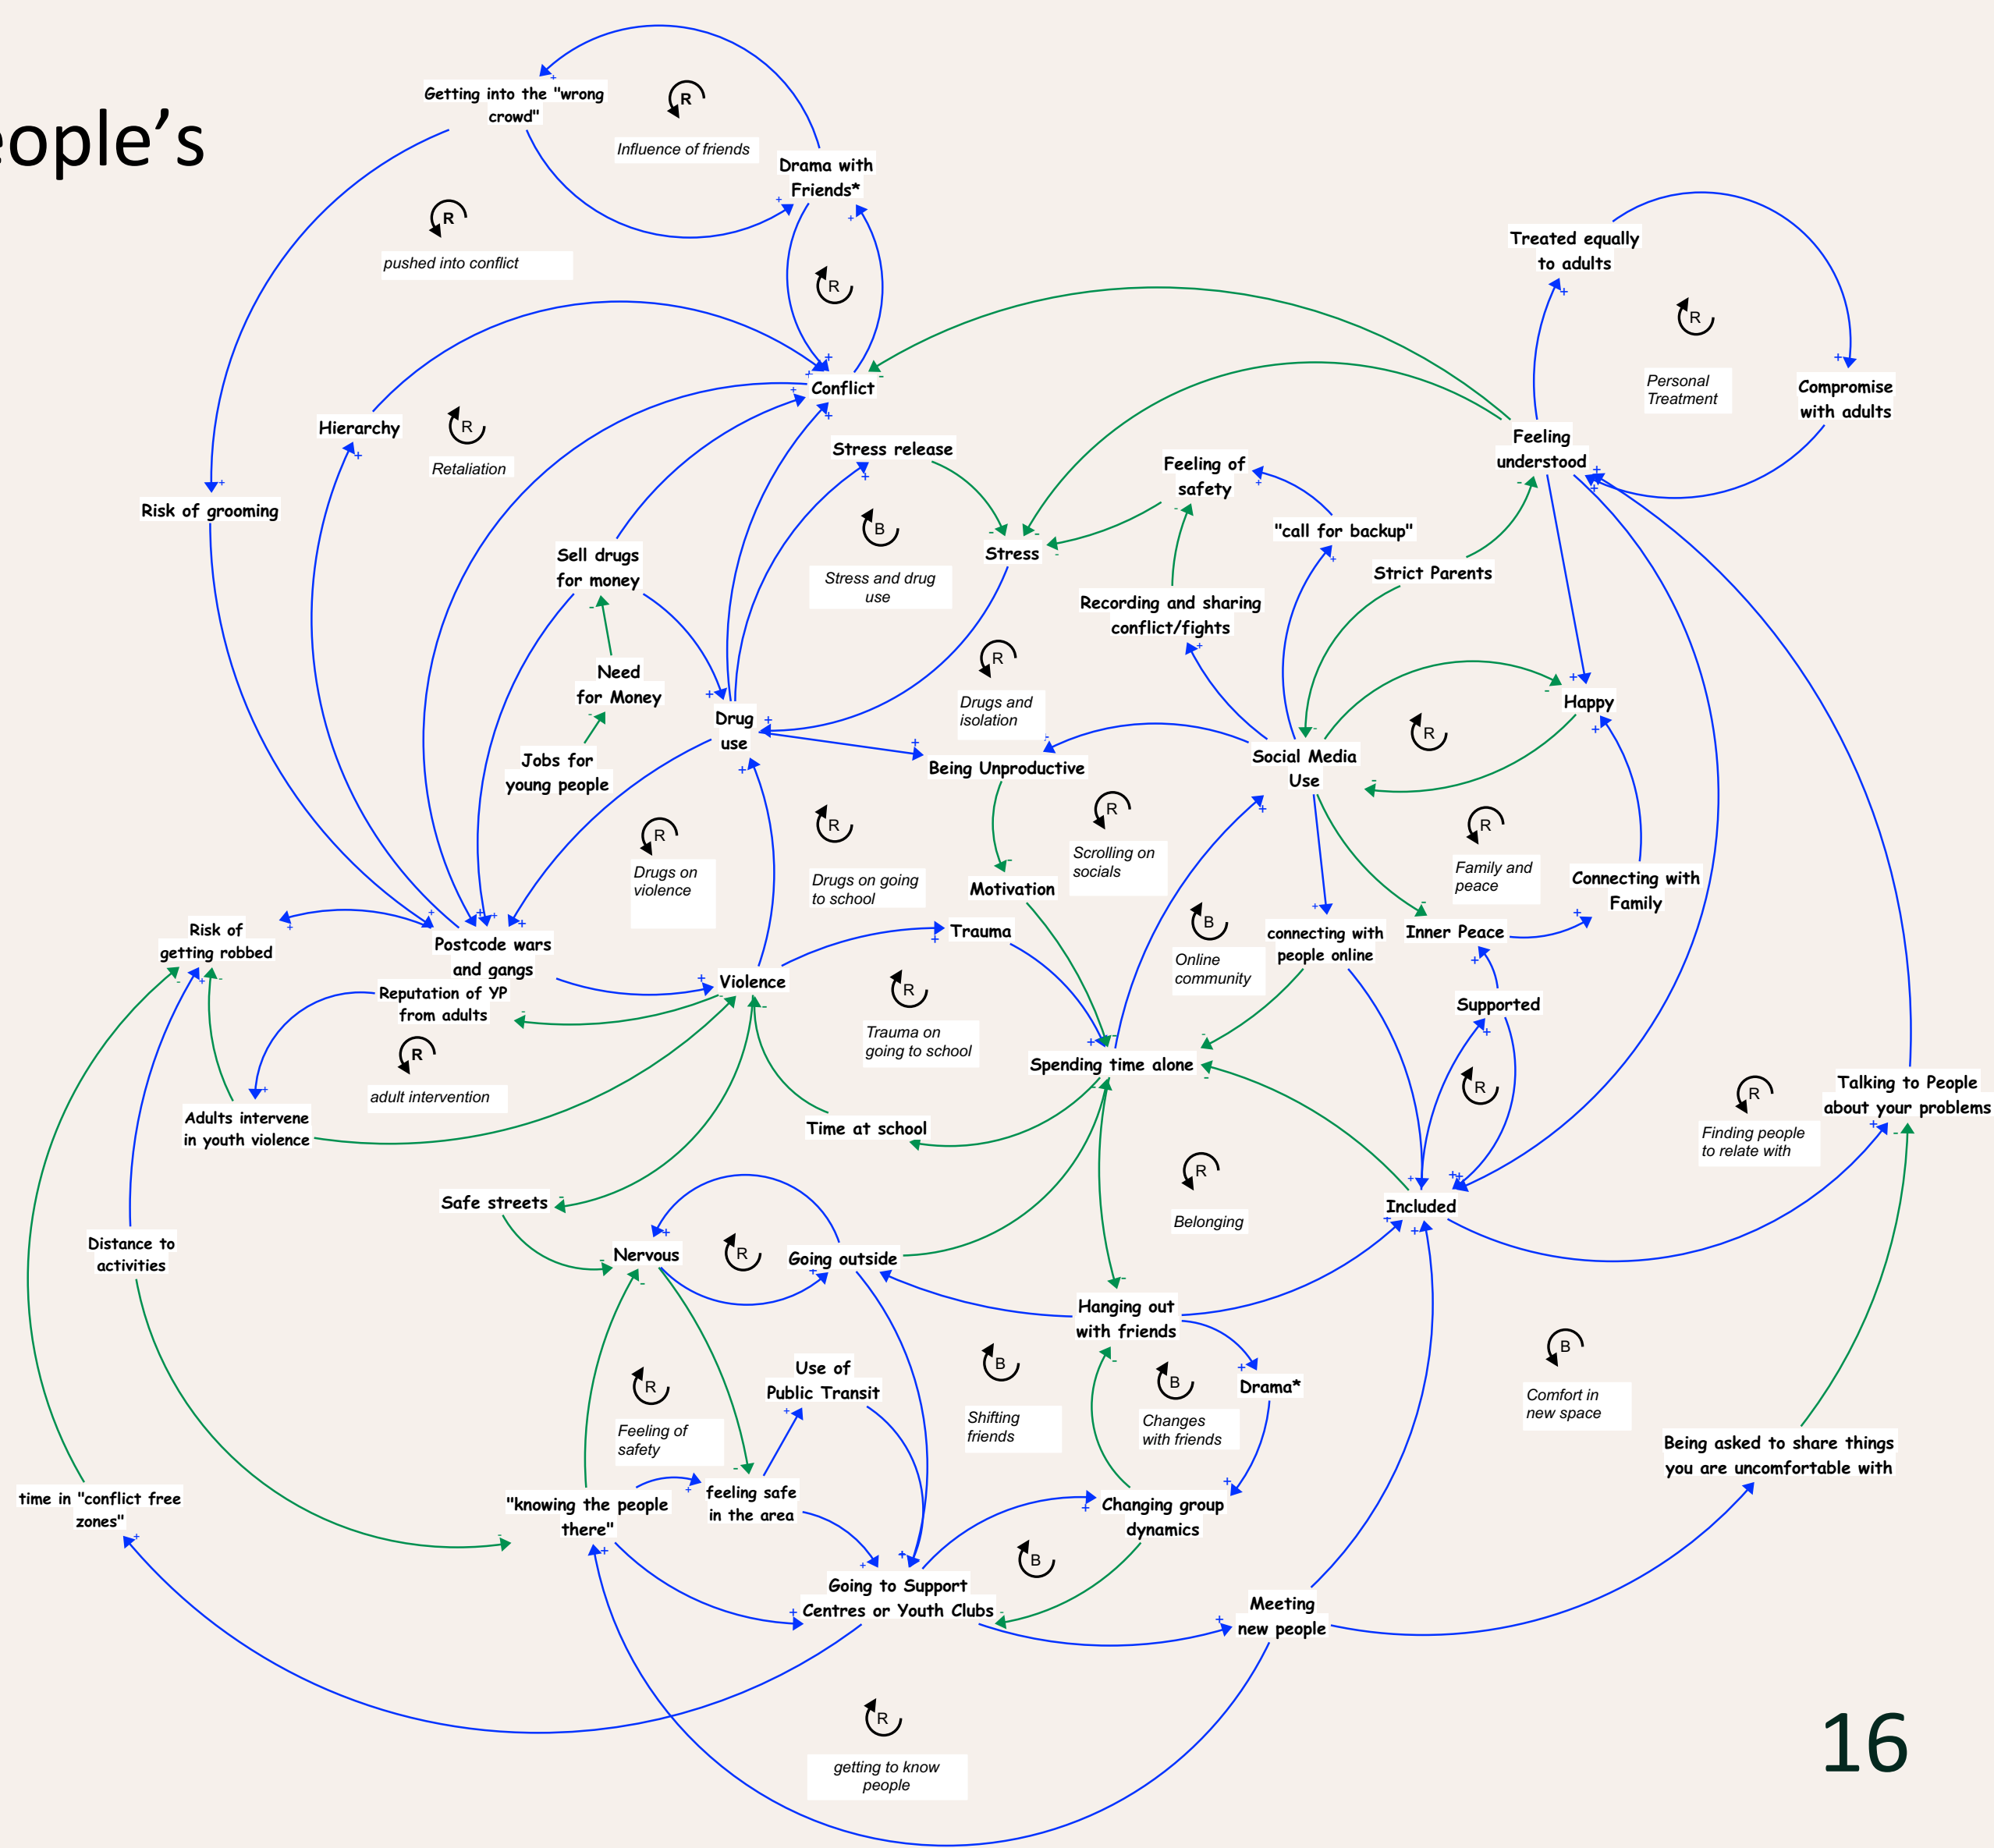 eople’s
Getting into the "wrong
crowd"
R
Influence of friends
Drama with
Friends*
R
pushed into conflict
R
Treated equally
to adults
R
Personal
Treatment
Compromise
with adults
Conflict
Hierarchy
R
Retaliation
Stress release
Feeling
understood
Feeling of
safety
Risk of grooming
B
Stress and drug
use
"call for backup"
Stress
Sell drugs
for money
Strict Parents
Recording and sharing
conflict/fights
Need
for Money
R
Drugs and
isolation
Happy
Drug
use
R
Jobs for
young people
Being Unproductive
Social Media
Use
R
Drugs on
violence
R
Drugs on going
to school
R
Scrolling on
socials
R
Family and
peace
Motivation
Connecting with
Family
Risk of
getting robbed
Postcode wars
and gangs
Trauma
B
Online
community
connecting with
people online
Inner Peace
Violence
Reputation of YP
from adults
R
Trauma on
going to school
Supported
R
adult intervention
Spending time alone
R
Talking to People
about your problems
Adults intervene
in youth violence
Time at school
R
Finding people
to relate with
R
Belonging
Safe streets
Included
Distance to
activities
Nervous
R
Going outside
Hanging out
with friends
B
Shifting
friends
B
Changes
with friends
Drama*
B
Comfort in
new space
Use of
Public Transit
R
Feeling of
safety
Being asked to share things
you are uncomfortable with
time in "conflict free
zones"
"knowing the people
there"
feeling safe
in the area
Changing group
dynamics
B
Going to Support
Centres or Youth Clubs
Meeting
new people
R
getting to know
people
16